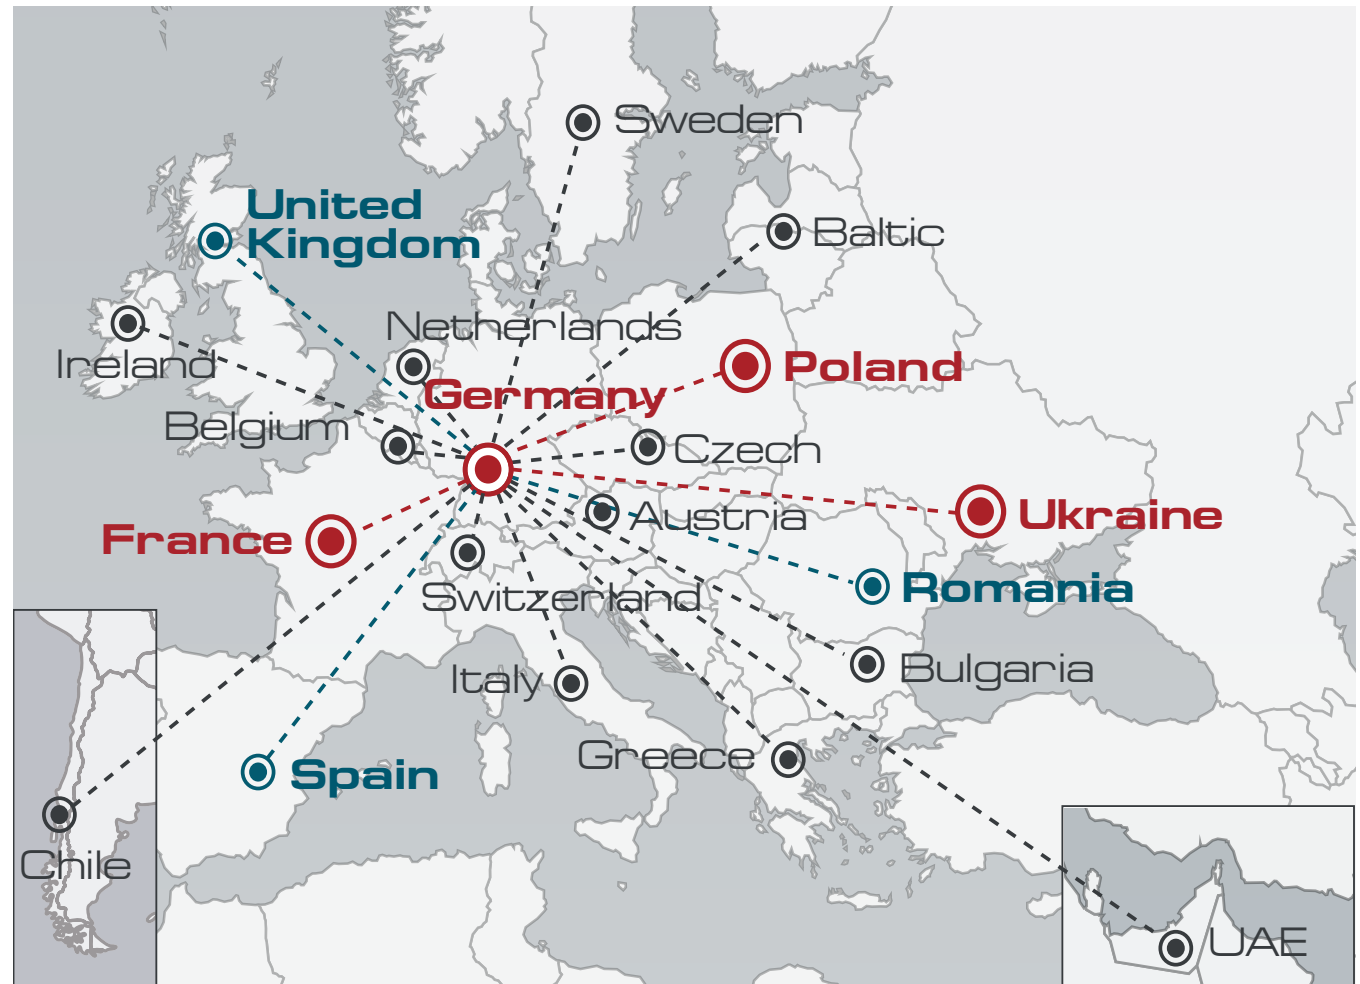 Sweden
United
Kingdom
Baltic
Netherlands
Ireland
Germany
Poland
Belgium
Czech
France
Austria
Ukraine
Switzerland
Romania
Italy
Bulgaria
Greece
Spain
Chile
UAE